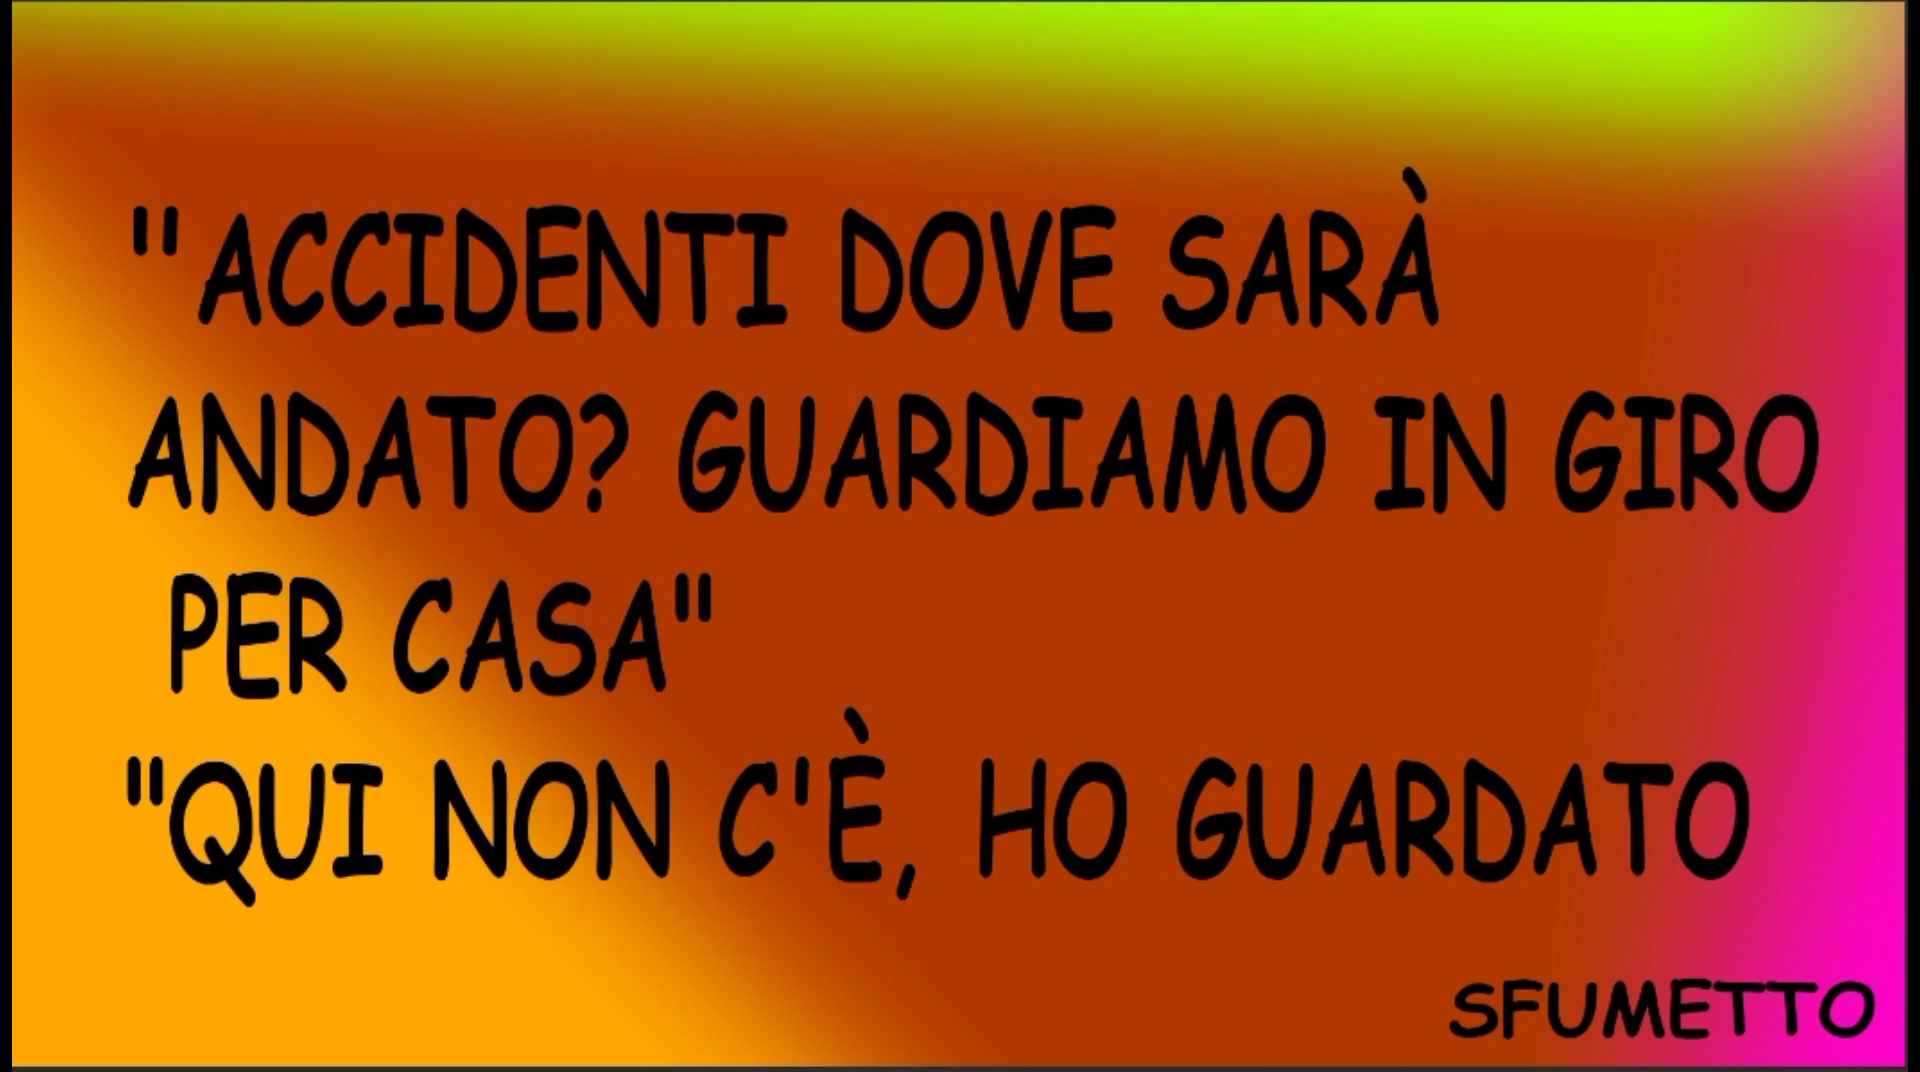 "ACCIDENTI DOVE SARÀ
ANDATO? GUARDIAMO IN GIRO
PER CASA"
"QUI NON C'È, HO GUARDATO
SFUMETTO